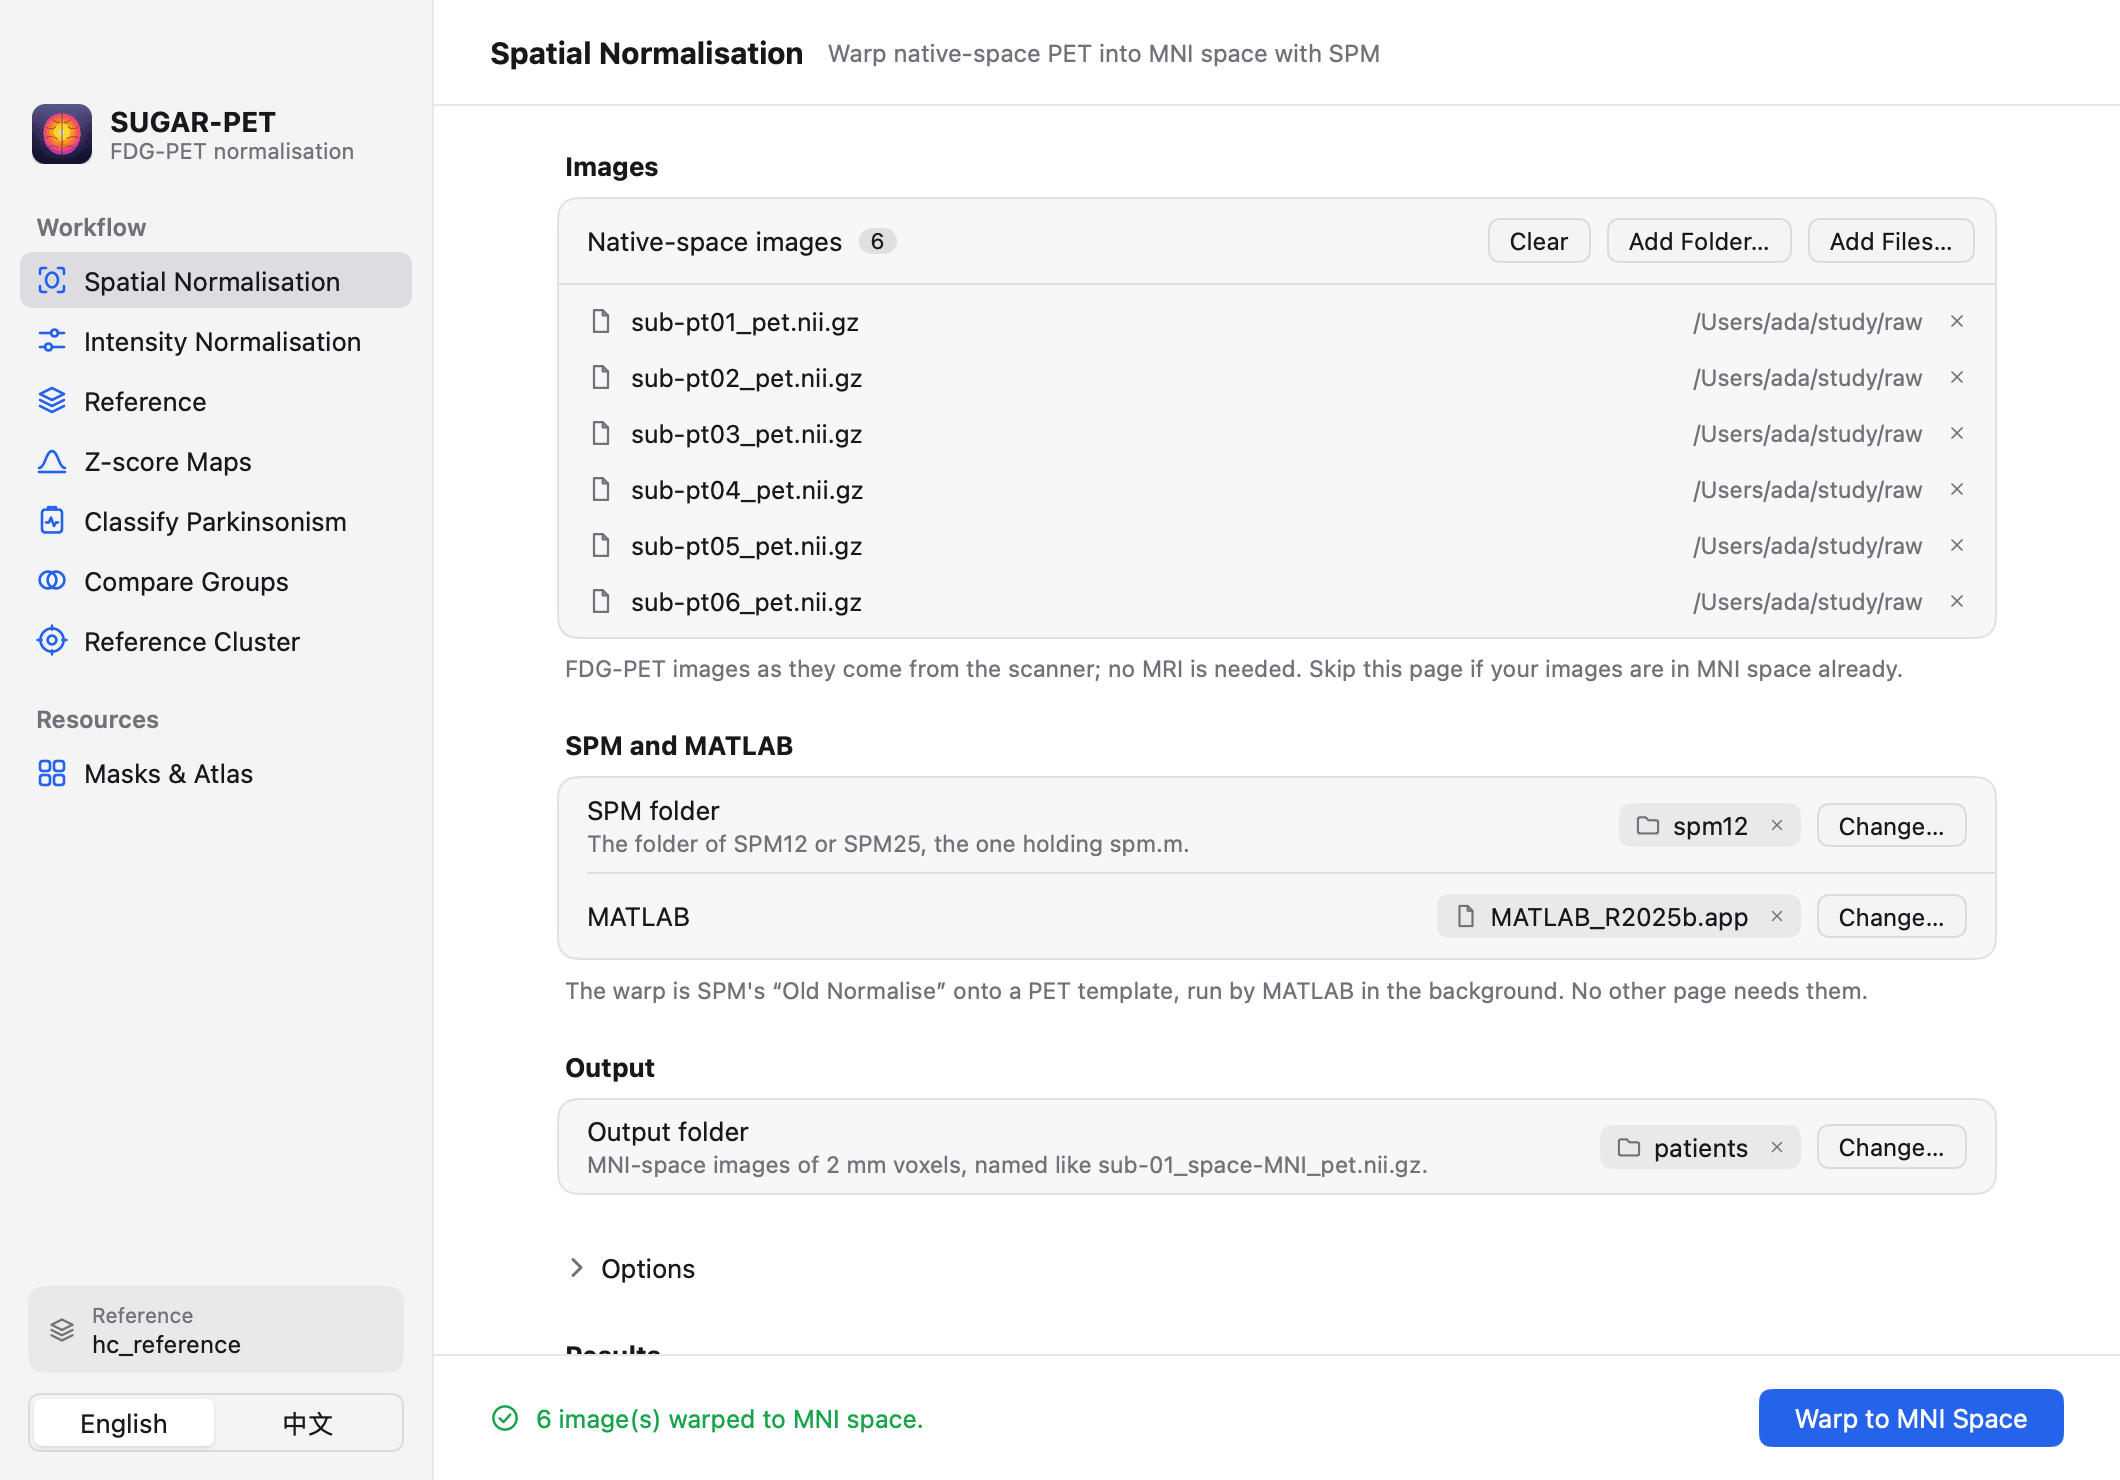 SUGAR-PET
FDG-PET normalisation
Workflow
Spatial Normalisation
Intensity Normalisation
Reference
Z-score Maps
Classify Parkinsonism
Compare Groups
Reference Cluster
Resources
Masks & Atlas
Reference
hc_reference
English 中文
Spatial Normalisation Warp native-space PET into MNI space with SPM
Images
Native-space images 6 Clear Add Folder... Add Files...
sub-pt01_pet.nii.gz /Users/ada/study/raw ×
sub-pt02_pet.nii.gz /Users/ada/study/raw ×
sub-pt03_pet.nii.gz /Users/ada/study/raw ×
sub-pt04_pet.nii.gz /Users/ada/study/raw ×
sub-pt05_pet.nii.gz /Users/ada/study/raw ×
sub-pt06_pet.nii.gz /Users/ada/study/raw ×
FDG-PET images as they come from the scanner; no MRI is needed. Skip this page if your images are in MNI space already.
SPM and MATLAB
SPM folder
The folder of SPM12 or SPM25, the one holding spm.m.
spm12 × Change...
MATLAB MATLAB_R2025b.app × Change...
The warp is SPM's “Old Normalise” onto a PET template, run by MATLAB in the background. No other page needs them.
Output
Output folder
MNI-space images of 2 mm voxels, named like sub-01_space-MNI_pet.nii.gz.
patients × Change...
Options
Results
6 image(s) warped to MNI space. Warp to MNI Space